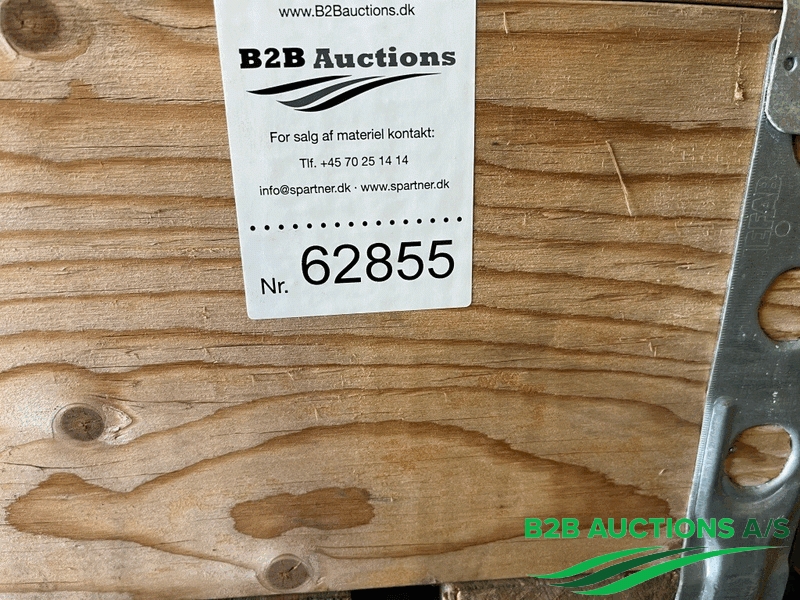 www.B2Bauctions.dk
B2B Auctions
For salg af materiel kontakt:
Tlf. +45 70 25 14 14
info@spartner.dk · www.spartner.dk
Nr. 62855
BEAR
B2B AUCTIONS A/S